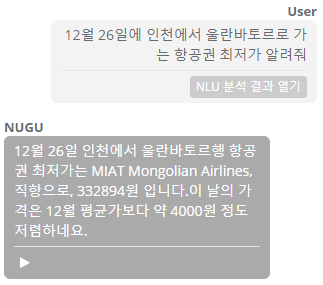 User
12월 26일에 인천에서 울란바토르로 가
는 항공권 최저가 알려줘
NLU 분석 결과 열기
NUGU
12월 26일 인천에서 울란바토르행 항공
권 최저가는 MIAT Mongolian Airlines,
직항으로, 332894원 입니다.이 날의 가
격은 12월 평균가보다 약 4000원 정도
저렴하네요.